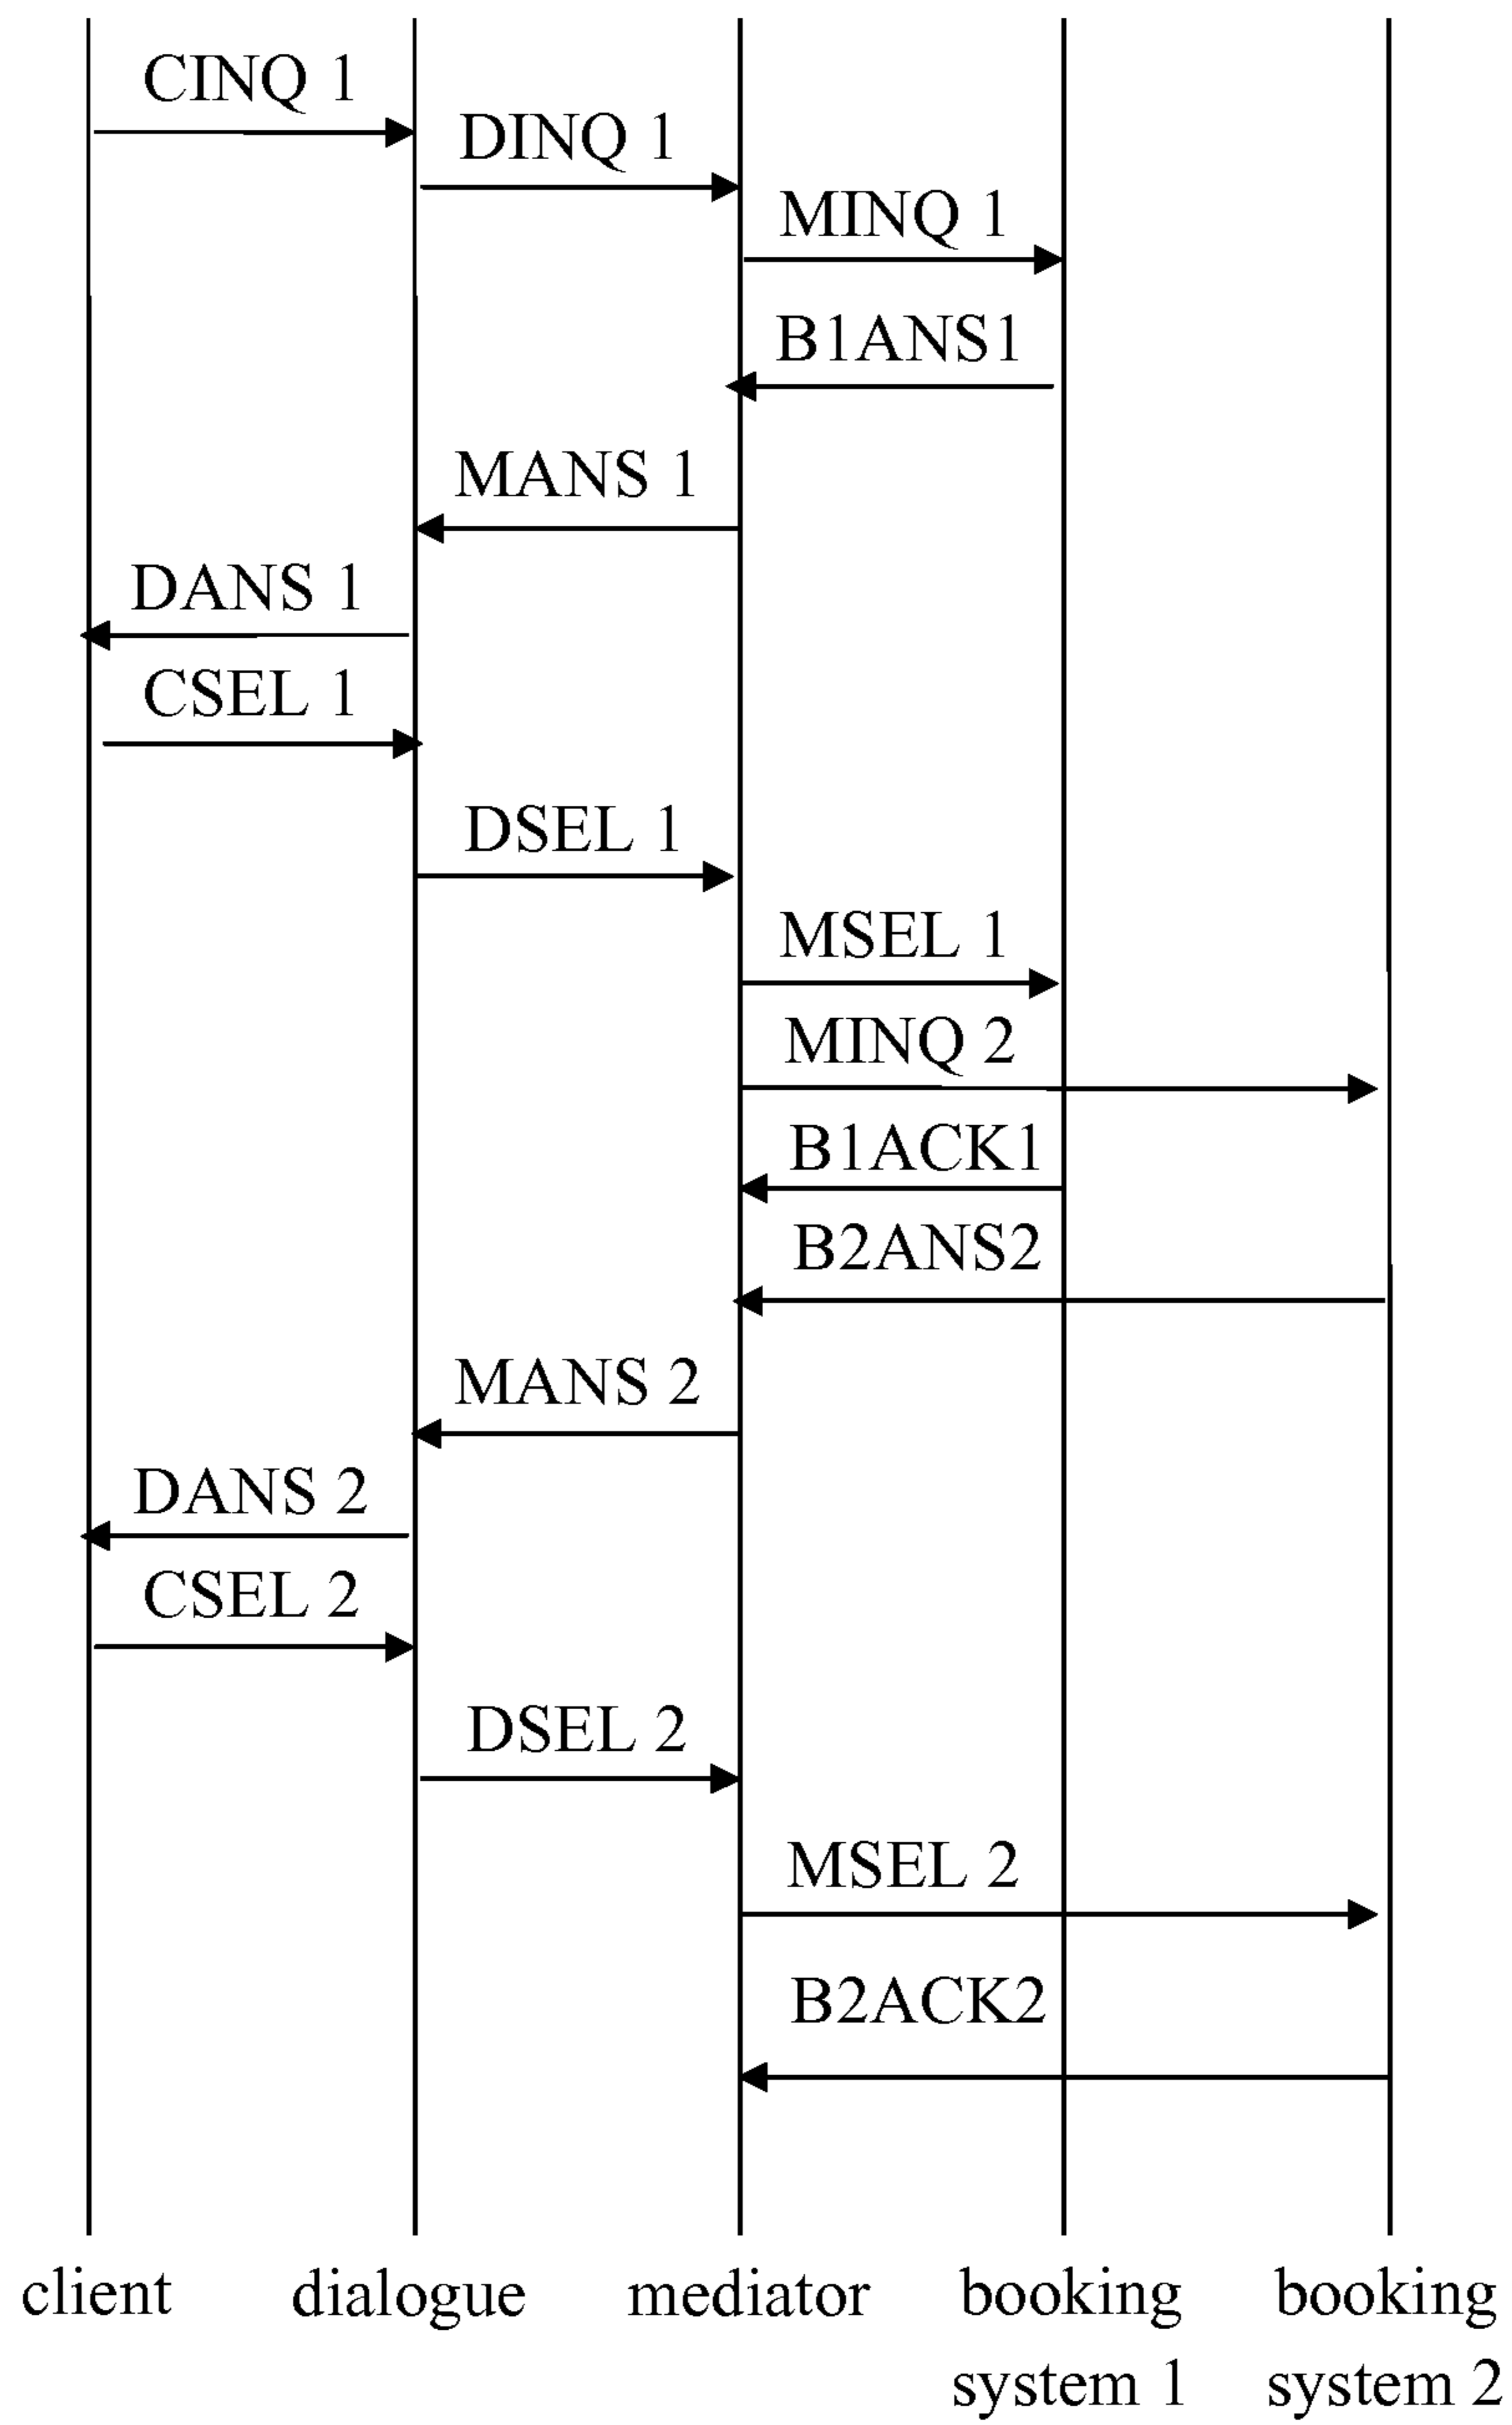 CINQ 1
DINQ 1
MINQ 1
B1ANS1
MANS 1
DANS 1
CSEL 1
DSEL 1
MSEL 1
MINQ 2
B1ACK1
B2ANS2
MANS 2
DANS 2
CSEL 2
DSEL 2
MSEL 2
B2ACK2
client dialogue mediator booking booking
system 1 system 2